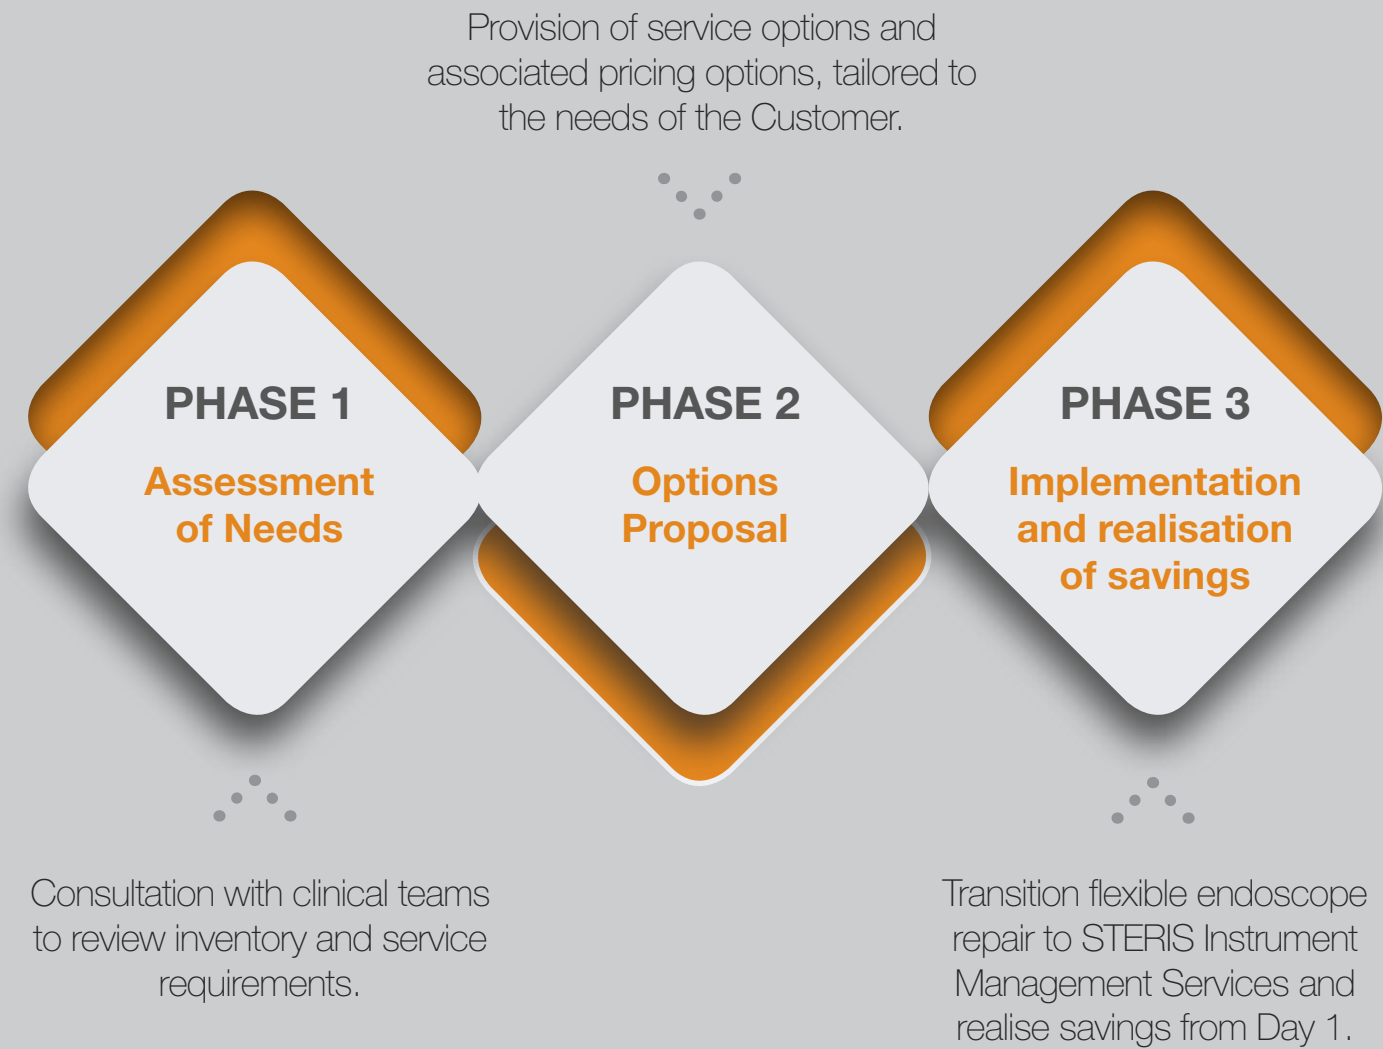 Provision of service options and
associated pricing options, tailored to
the needs of the Customer.
PHASE 1
Assessment
of Needs
PHASE 2
Options
Proposal
PHASE 3
Implementation
and realisation
of savings
Consultation with clinical teams
to review inventory and service
requirements.
Transition flexible endoscope
repair to STERIS Instrument
Management Services and
realise savings from Day 1.